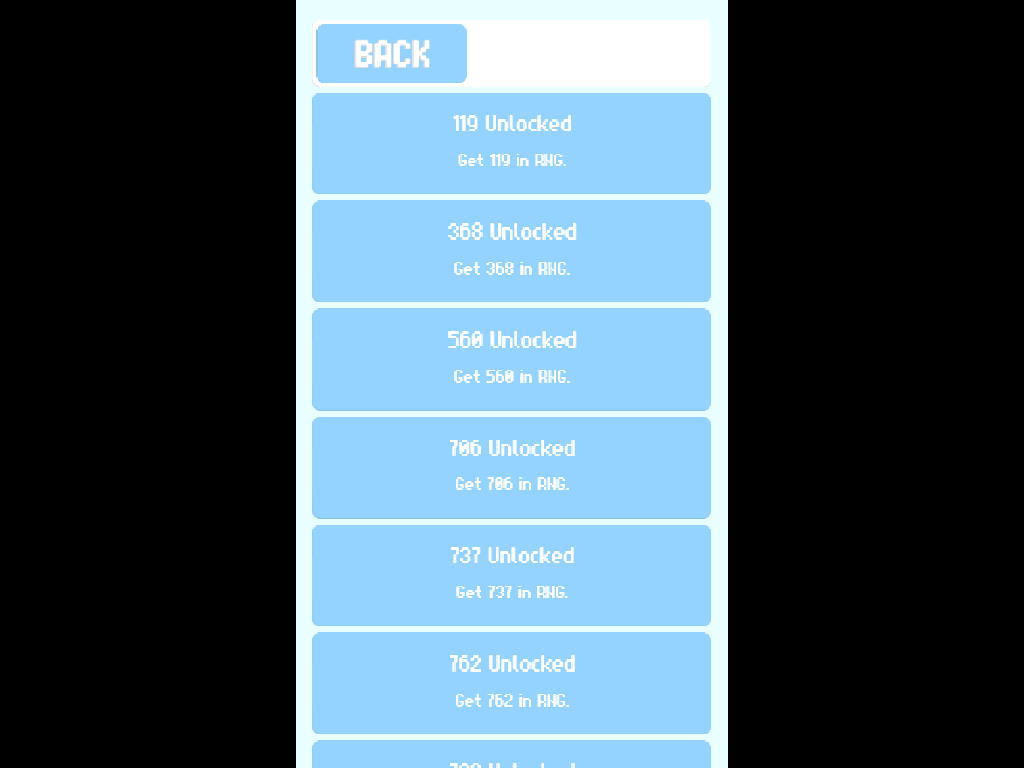 BACK
119 Unlocked
Get 119 in RNG.
368 Unlocked
Get 368 in RNG.
560 Unlocked
Get 560 in RNG.
706 Unlocked
Get 706 in RNG.
737 Unlocked
Get 737 in RNG.
762 Unlocked
Get 762 in RNG.
Unlocked